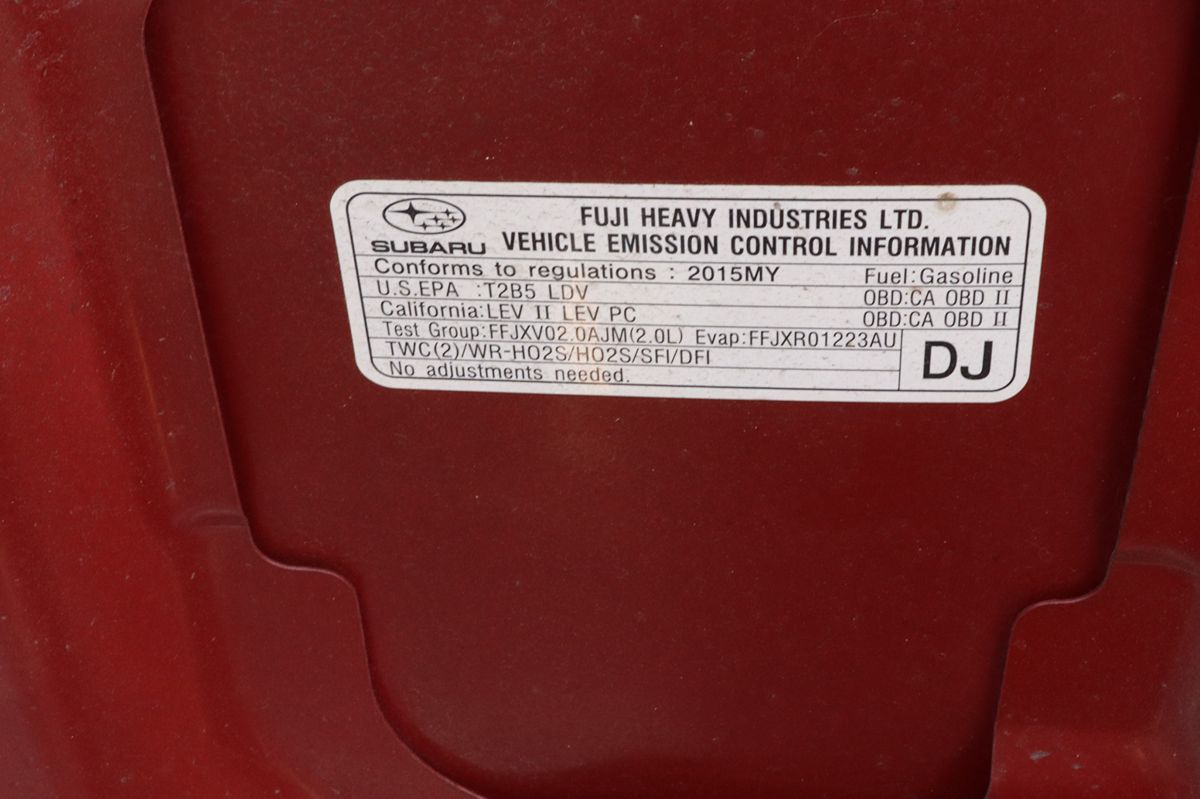 FUJI HEAVY INDUSTRIES LTD.
SUBARU VEHICLE EMISSION CONTROL INFORMATION
Conforms to regulations : 2015MY Fuel:Gasoline
U.S.EPA :T2B5 LDV OBD:CA OBD II
California:LEV II LEV PC OBD:CA OBD II
Test Group:FFJXV02.0AJM(2.0L) Evap:FFJXR01223AU
TWC(2)/WR-HO2S/HO2S/SFI/DFI
No adjustments needed.
DJ